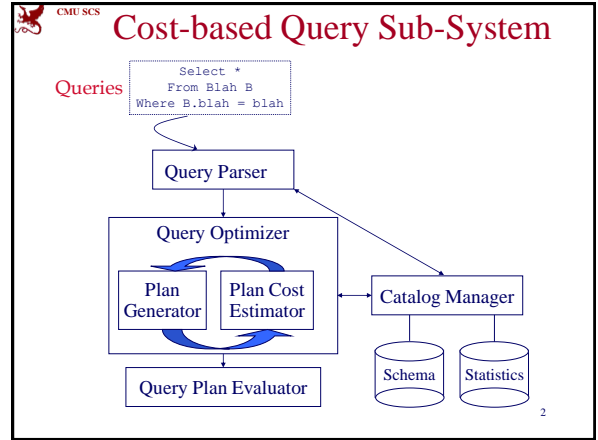 CMU SCS
Cost-based Query Sub-System
Queries
Select *
From Blah B
Where B.blah = blah
Query Parser
Query Optimizer
Plan
Generator
Plan Cost
Estimator
Catalog Manager
Query Plan Evaluator
Schema
Statistics
2